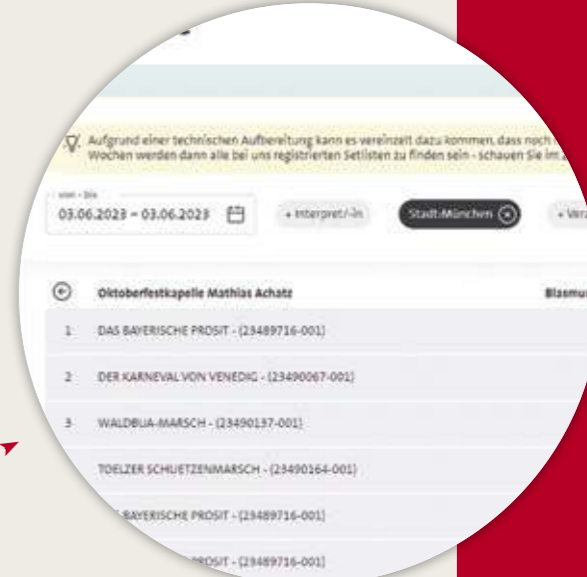 Aufgrund einer technischen Aufbereitung kann es vereinzelt dazu kommen, dass noch
Wochen werden dann alle bei uns registrierten Setlisten zu finden sein - schauen Sie im
von - bis
03.06.2023 – 03.06.2023
+ Interpret/-in
Stadt:München
Oktoberfestkapelle Mathias Achatz
1 DAS BAYERISCHE PROSIT - (23489716-001)
2 DER KARNEVAL VON VENEDIG - (23490067-001)
3 WALDBUA-MARSCH - (23490137-001)
TOELZER SCHUETZENMARSCH - (23490164-001)
BAYERISCHE PROSIT - (23489716-001)
PROSIT - (23489716-001)